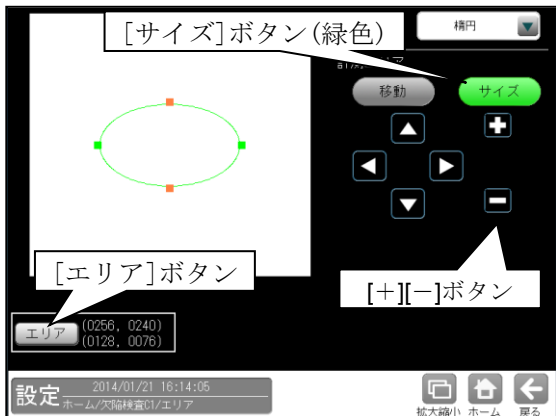 [サイズ]ボタン(緑色)
楕円
移動
サイズ
[エリア]ボタン
[＋][－]ボタン
エリア
(0256, 0240)
(0128, 0076)
設定
2014/01/21 16:14:05
ホーム/欠陥検査C1/エリア
拡大縮小 ホーム 戻る